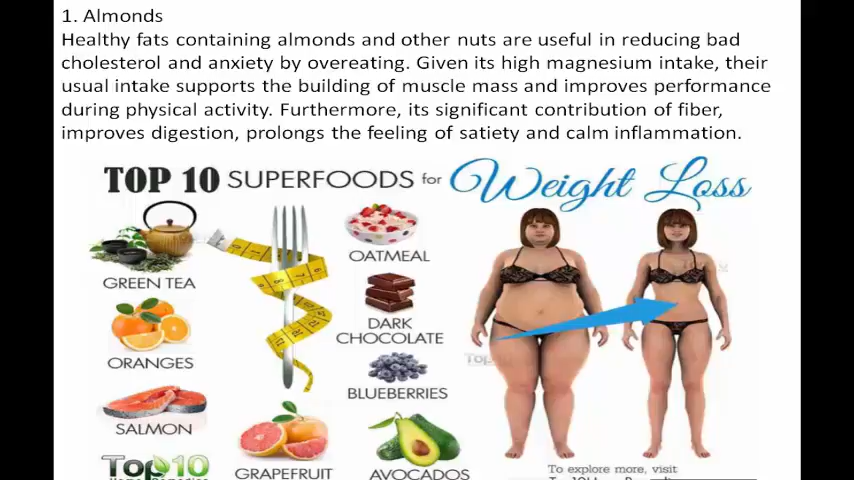 1. Almonds
Healthy fats containing almonds and other nuts are useful in reducing bad
cholesterol and anxiety by overeating. Given its high magnesium intake, their
usual intake supports the building of muscle mass and improves performance
during physical activity. Furthermore, its significant contribution of fiber,
improves digestion, prolongs the feeling of satiety and calm inflammation.
TOP 10 SUPERFOODS for Weight Loss
GREEN TEA
OATMEAL
ORANGES
DARK
CHOCOLATE
BLUEBERRIES
SALMON
GRAPEFRUIT
AVOCADOS
Top10
To explore more, visit